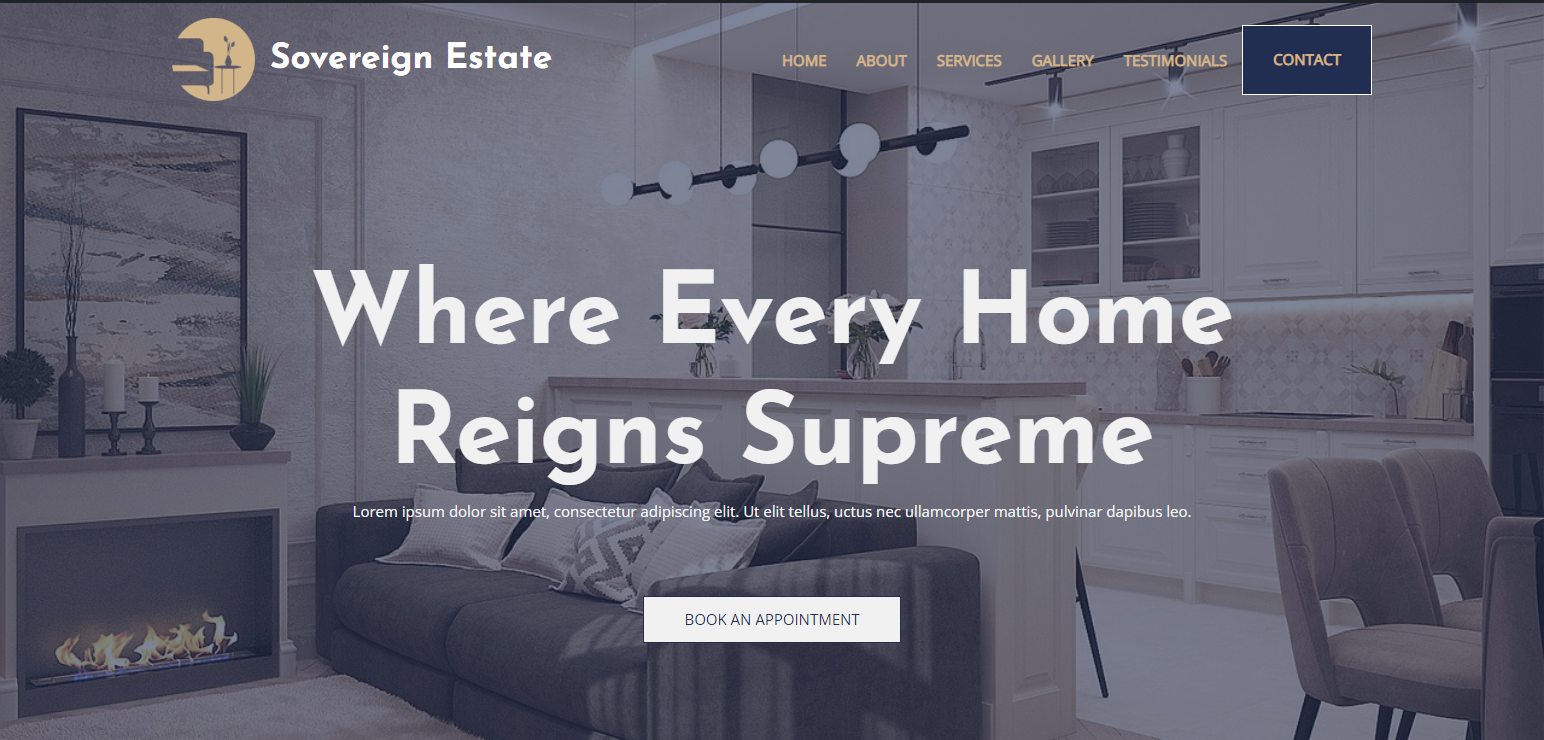 Sovereign Estate
HOME ABOUT SERVICES GALLERY TESTIMONIALS CONTACT
Where Every Home
Reigns Supreme
Lorem ipsum dolor sit amet, consectetur adipiscing elit. Ut elit tellus, uctus nec ullamcorper mattis, pulvinar dapibus leo.
BOOK AN APPOINTMENT